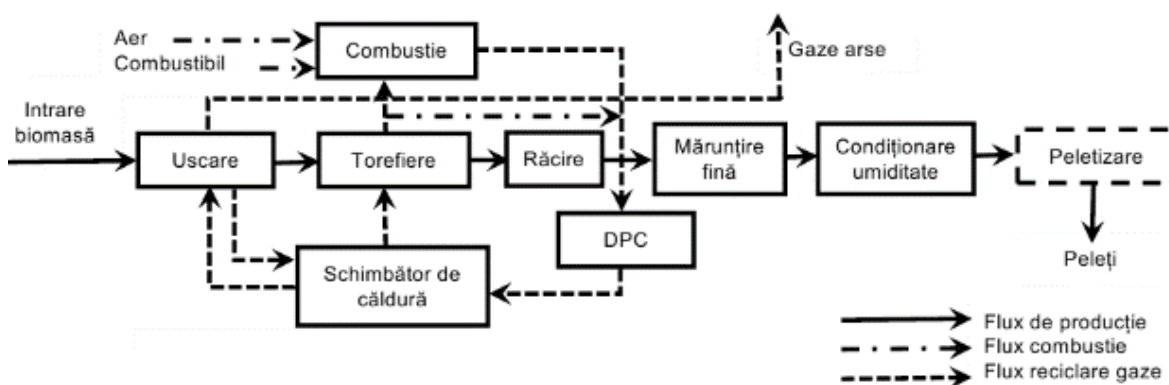 Aer
Combustibil
Combustie
Gaze arse
Intrare
biomasă
Uscare
Torefiere
Răcire
Mărunțire
fină
Condiționare
umiditate
Peletizare
DPC
Schimbător de
căldură
Peleți
Flux de producție
Flux combustie
Flux reciclare gaze